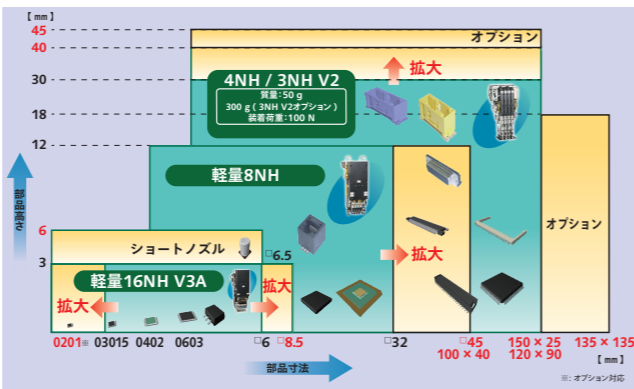 ［mm］
45
40
30
18
12
6
3
部品高さ
オプション
拡大
4NH / 3NH V2
質量：50 g
300 g ( 3NH V2オプション )
装着荷重：100 N
軽量8NH
拡大
オプション
ショートノズル
□6.5
軽量16NH V3A
拡大
拡大
0201※ 03015 0402 0603 □6 □8.5 □32 □45 150 × 25 135 × 135
100 × 40 120 × 90 ［mm］
部品寸法
※: オプション対応